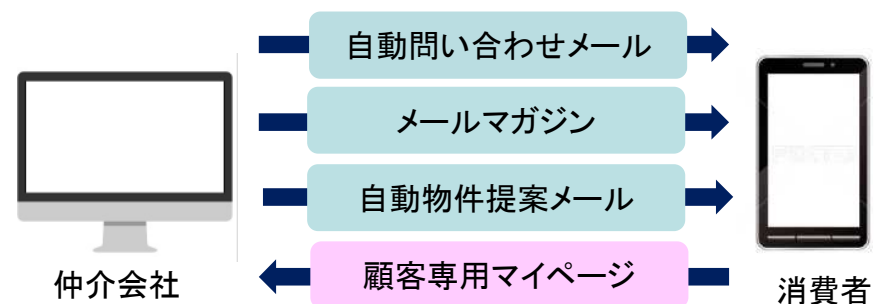 自動問い合わせメール
メールマガジン
自動物件提案メール
顧客専用マイページ
仲介会社
消費者